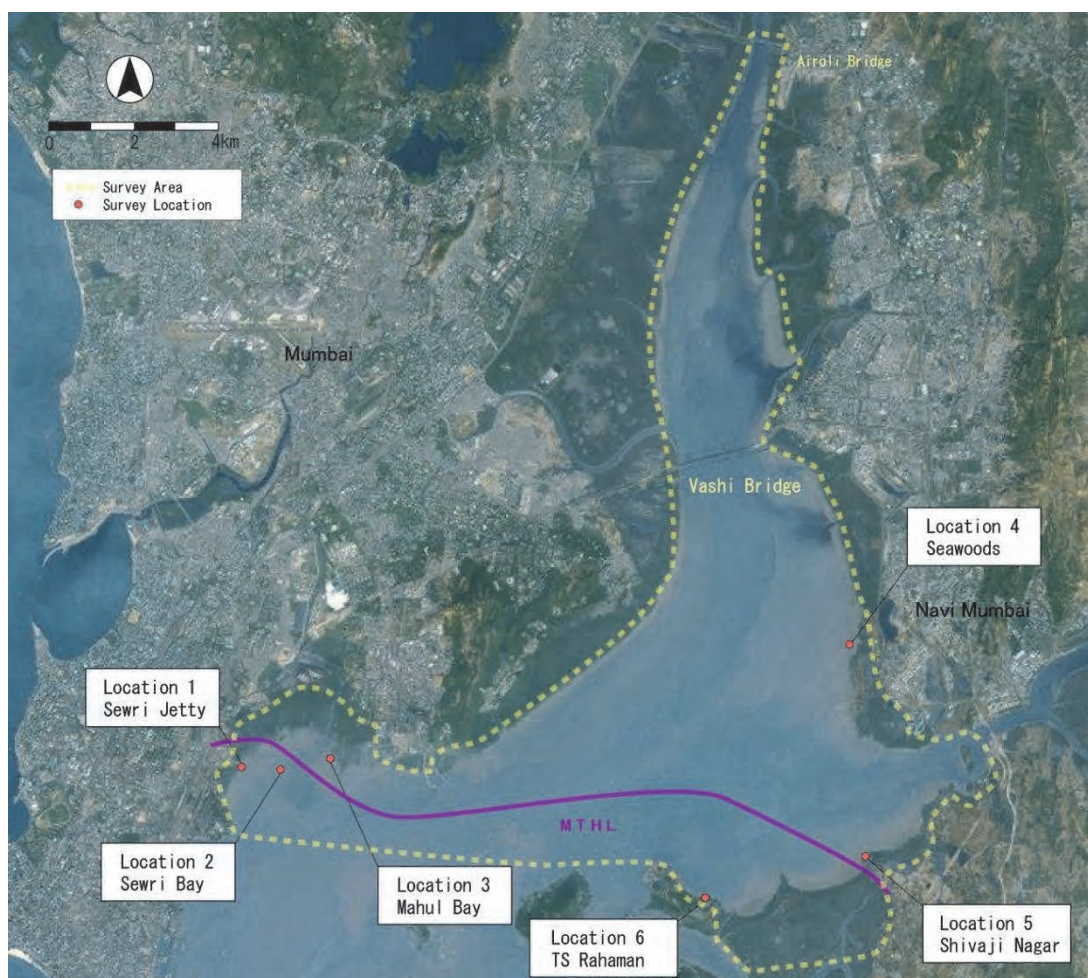 Airoli Bridge
0 2 4km
Survey Area
Survey Location
Mumbai
Vashi Bridge
Location 4
Seawoods
Navi Mumbai
Location 1
Sewri Jetty
MTHL
Location 2
Sewri Bay
Location 3
Mahul Bay
Location 6
TS Rahaman
Location 5
Shivaji Nagar